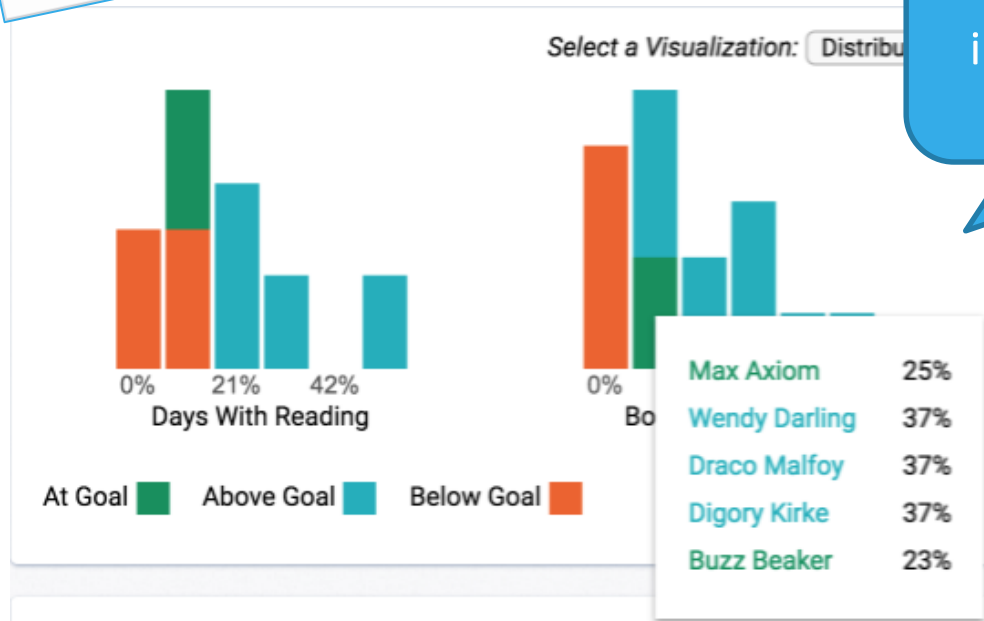 Select a Visualization: Distribu
i
0% 21% 42%
Days With Reading
0%
Bo
At Goal Above Goal Below Goal
Max Axiom 25%
Wendy Darling 37%
Draco Malfoy 37%
Digory Kirke 37%
Buzz Beaker 23%